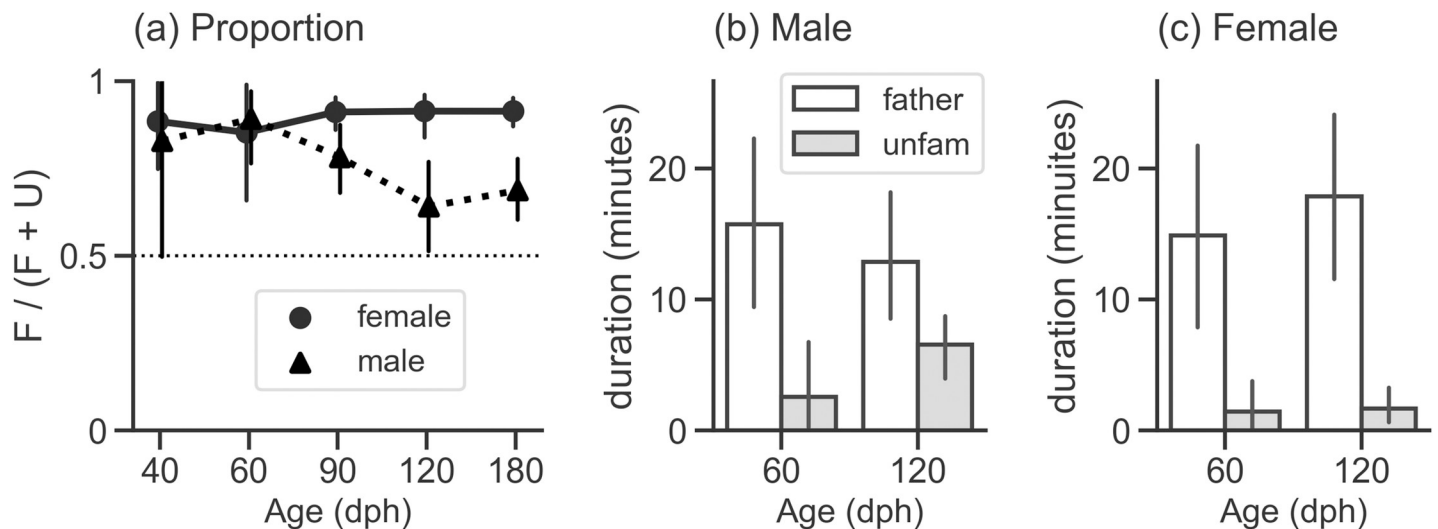 (a) Proportion
F / (F + U)
1
0.5
0
female
male
40 60 90 120 180
Age (dph)
(b) Male
duration (minutes)
20
10
0
father
unfam
60 120
Age (dph)
(c) Female
duration (minuites)
20
10
0
60 120
Age (dph)